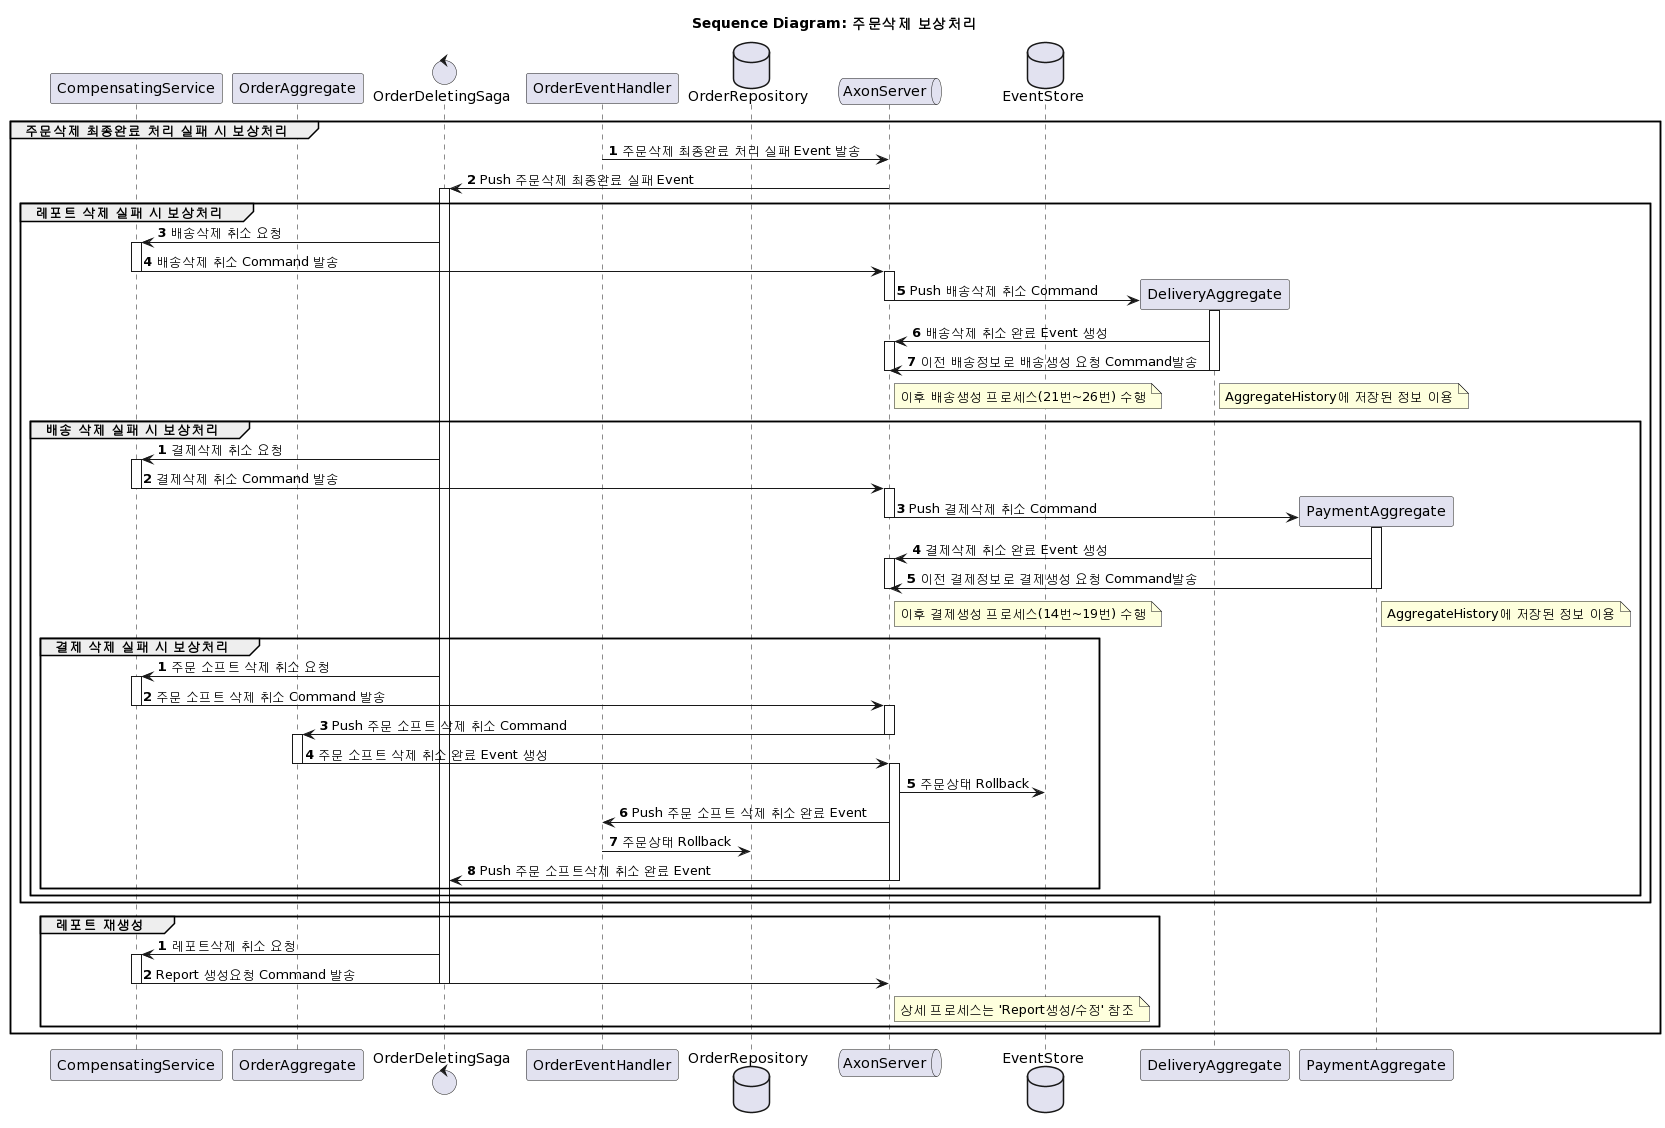 Sequence Diagram: 주문삭제 보상처리
CompensatingService
OrderAggregate
OrderDeletingSaga
OrderEventHandler
OrderRepository
AxonServer
EventStore
주문삭제 최종완료 처리 실패 시 보상처리
1 주문삭제 최종완료 처리 실패 Event 발송
2 Push 주문삭제 최종완료 실패 Event
레포트 삭제 실패 시 보상처리
3 배송삭제 취소 요청
4 배송삭제 취소 Command 발송
5 Push 배송삭제 취소 Command
DeliveryAggregate
6 배송삭제 취소 완료 Event 생성
7 이전 배송정보로 배송생성 요청 Command발송
이후 배송생성 프로세스(21번~26번) 수행
AggregateHistory에 저장된 정보 이용
배송 삭제 실패 시 보상처리
1 결제삭제 취소 요청
2 결제삭제 취소 Command 발송
3 Push 결제삭제 취소 Command
PaymentAggregate
4 결제삭제 취소 완료 Event 생성
5 이전 결제정보로 결제생성 요청 Command발송
이후 결제생성 프로세스(14번~19번) 수행
AggregateHistory에 저장된 정보 이용
결제 삭제 실패 시 보상처리
1 주문 소프트 삭제 취소 요청
2 주문 소프트 삭제 취소 Command 발송
3 Push 주문 소프트 삭제 취소 Command
4 주문 소프트 삭제 취소 완료 Event 생성
5 주문상태 Rollback
6 Push 주문 소프트 삭제 취소 완료 Event
7 주문상태 Rollback
8 Push 주문 소프트삭제 취소 완료 Event
레포트 재생성
1 레포트삭제 취소 요청
2 Report 생성요청 Command 발송
상세 프로세스는 'Report생성/수정' 참조
CompensatingService
OrderAggregate
OrderDeletingSaga
OrderEventHandler
OrderRepository
AxonServer
EventStore
DeliveryAggregate
PaymentAggregate